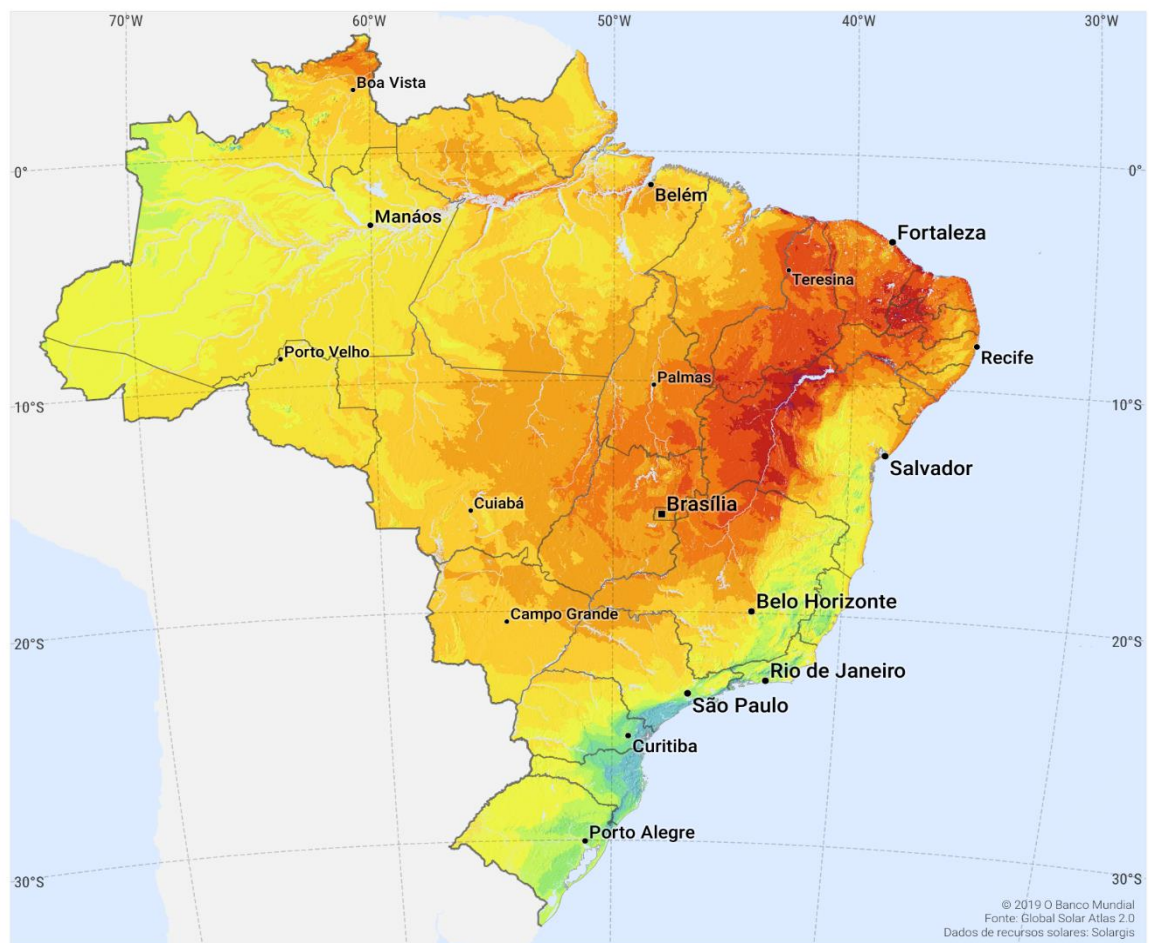 70°W 60°W 50°W 40°W 30°W
Boa Vista
0° 0°
Belém
Manáos
Fortaleza
Teresina
Porto Velho
Recife
Palmas
10°S 10°S
Salvador
Cuiabá
Brasília
Belo Horizonte
Campo Grande
20°S 20°S
Rio de Janeiro
São Paulo
Curitiba
Porto Alegre
30°S 30°S
© 2019 O Banco Mundial
Fonte: Global Solar Atlas 2.0
Dados de recursos solares: Solargis